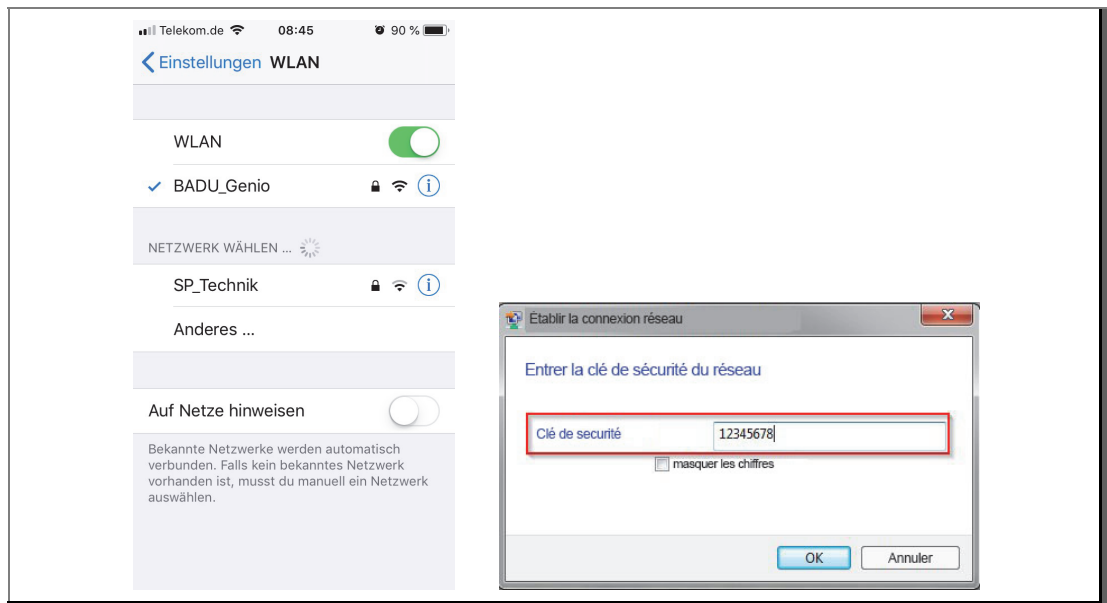 Telekom.de 08:45 90 %
Einstellungen WLAN
WLAN
BADU_Genio
NETZWERK WÄHLEN ...
SP_Technik
Anderes ...
Auf Netze hinweisen
Bekannte Netzwerke werden automatisch
verbunden. Falls kein bekanntes Netzwerk
vorhanden ist, musst du manuell ein Netzwerk
auswählen.
Établir la connexion réseau
Entrer la clé de sécurité du réseau
Clé de securité 12345678
masquer les chiffres
OK Annuler